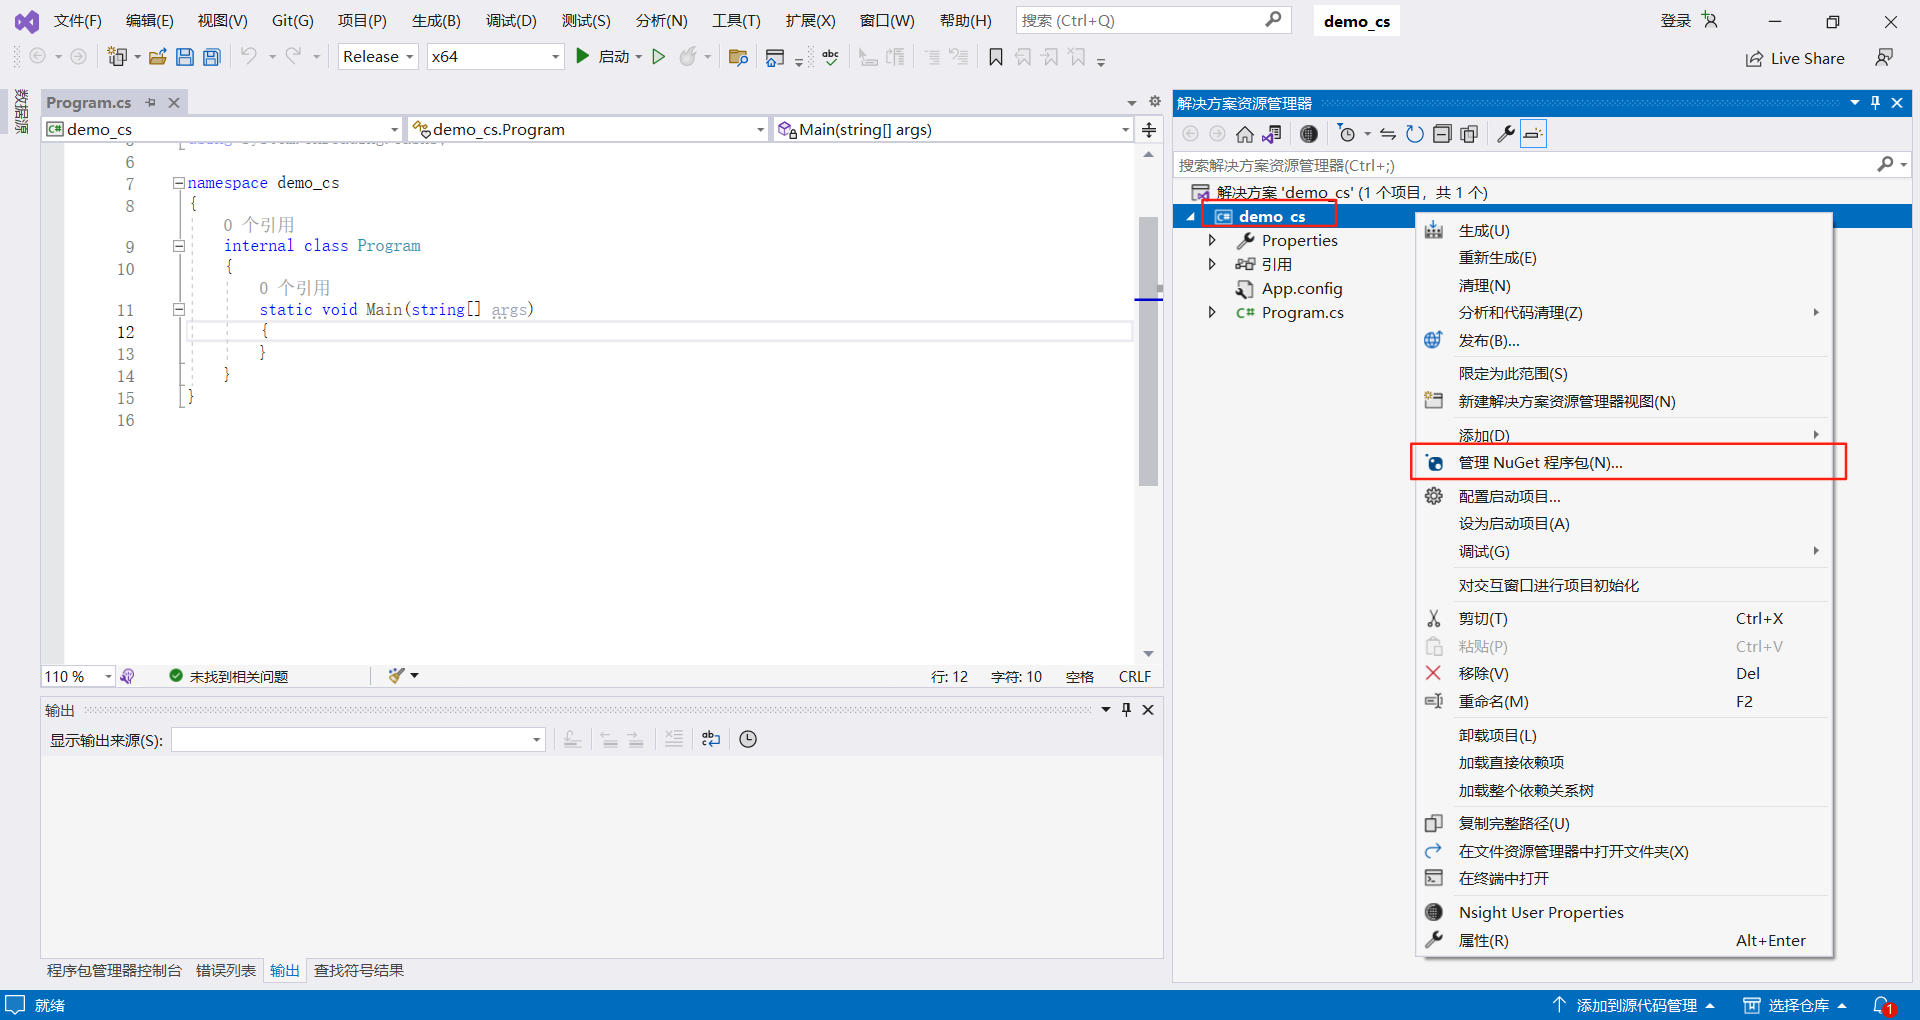 文件(F) 编辑(E) 视图(V) Git(G) 项目(P) 生成(B) 调试(D) 测试(S) 分析(N) 工具(T) 扩展(X) 窗口(W) 帮助(H) 搜索 (Ctrl+Q) demo_cs 登录
Release x64 启动 Live Share
数据源
Program.cs
demo_cs demo_cs.Program Main(string[] args)
6
7 namespace demo_cs
8 {
0 个引用
9 internal class Program
10 {
0 个引用
11 static void Main(string[] args)
12 {
13 }
14 }
15 }
16
110 % 未找到相关问题 行: 12 字符: 10 空格 CRLF
输出
显示输出来源(S):
程序包管理器控制台 错误列表 输出 查找符号结果
解决方案资源管理器
搜索解决方案资源管理器(Ctrl+;)
解决方案 'demo_cs' (1 个项目，共 1 个)
demo_cs
Properties
引用
App.config
C# Program.cs
生成(U)
重新生成(E)
清理(N)
分析和代码清理(Z)
发布(B)...
限定为此范围(S)
新建解决方案资源管理器视图(N)
添加(D)
管理 NuGet 程序包(N)...
配置启动项目...
设为启动项目(A)
调试(G)
对交互窗口进行项目初始化
剪切(T) Ctrl+X
粘贴(P) Ctrl+V
移除(V) Del
重命名(M) F2
卸载项目(L)
加载直接依赖项
加载整个依赖关系树
复制完整路径(U)
在文件资源管理器中打开文件夹(X)
在终端中打开
Nsight User Properties
属性(R) Alt+Enter
就绪 添加到源代码管理 选择仓库 1